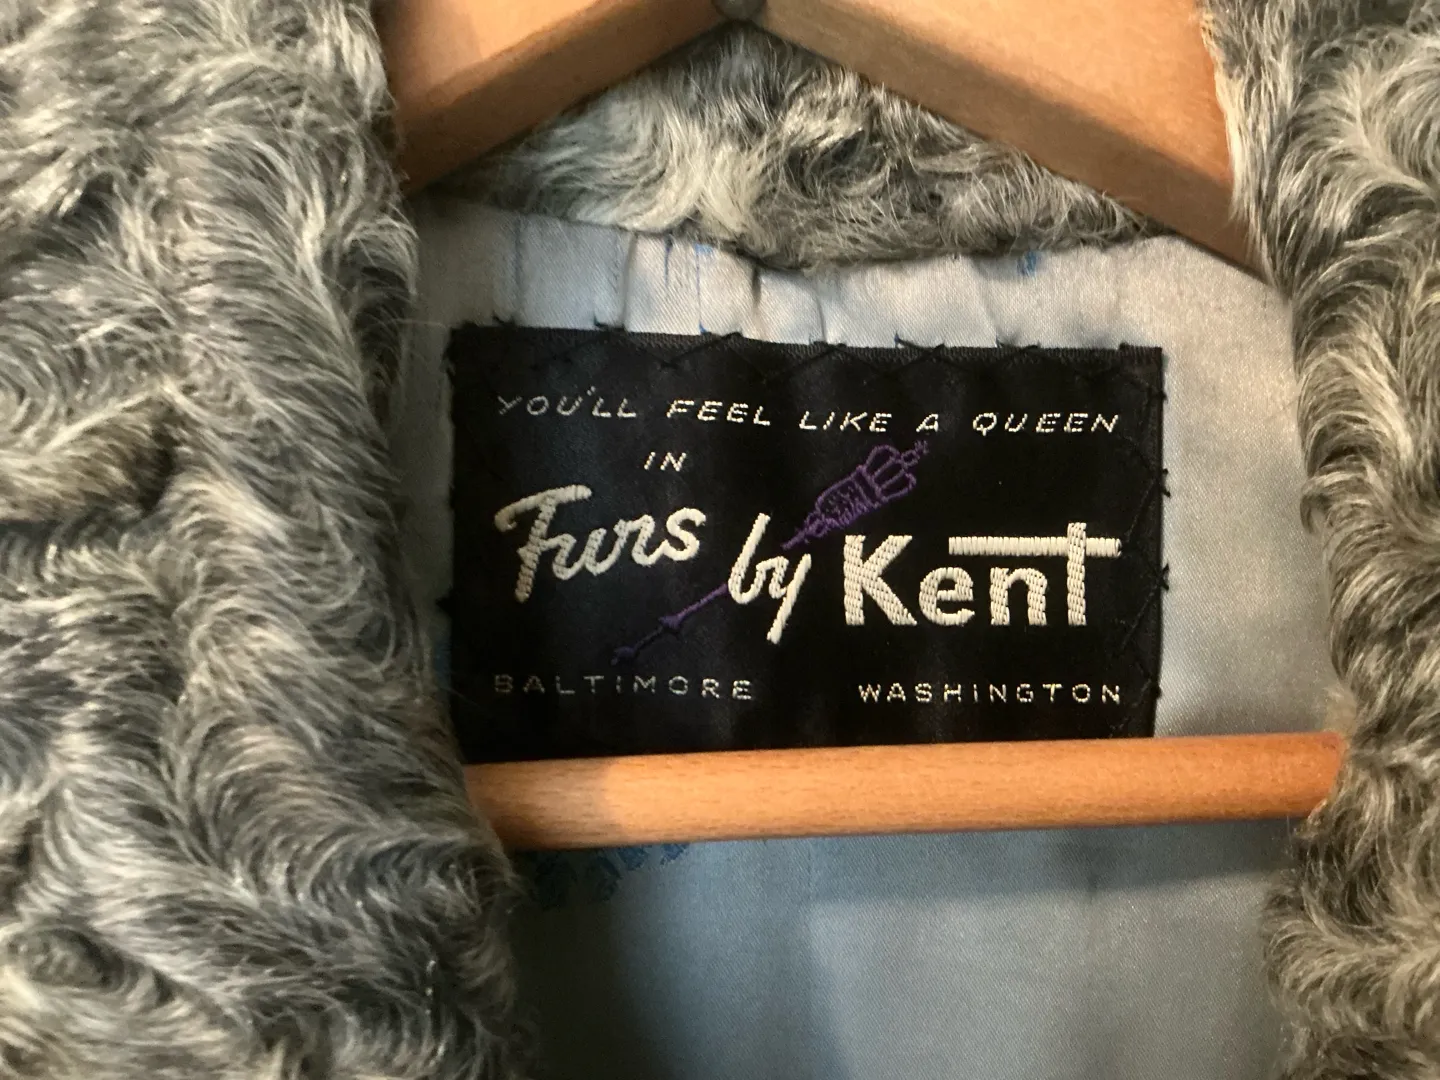 YOU'LL FEEL LIKE A QUEEN
IN
Furs by Kent
BALTIMORE WASHINGTON